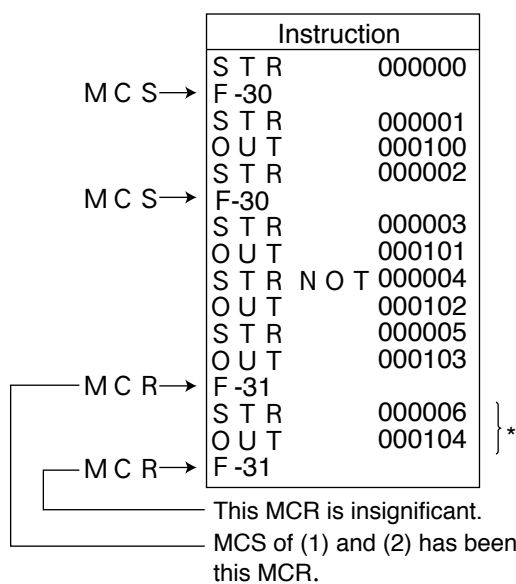 Instruction
S T R 000000
M C S F-30
S T R 000001
O U T 000100
S T R 000002
M C S F-30
S T R 000003
O U T 000101
S T R N O T 000004
O U T 000102
S T R 000005
O U T 000103
M C R F-31
S T R 000006
O U T 000104 *
M C R F-31
This MCR is insignificant.
MCS of (1) and (2) has been
this MCR.